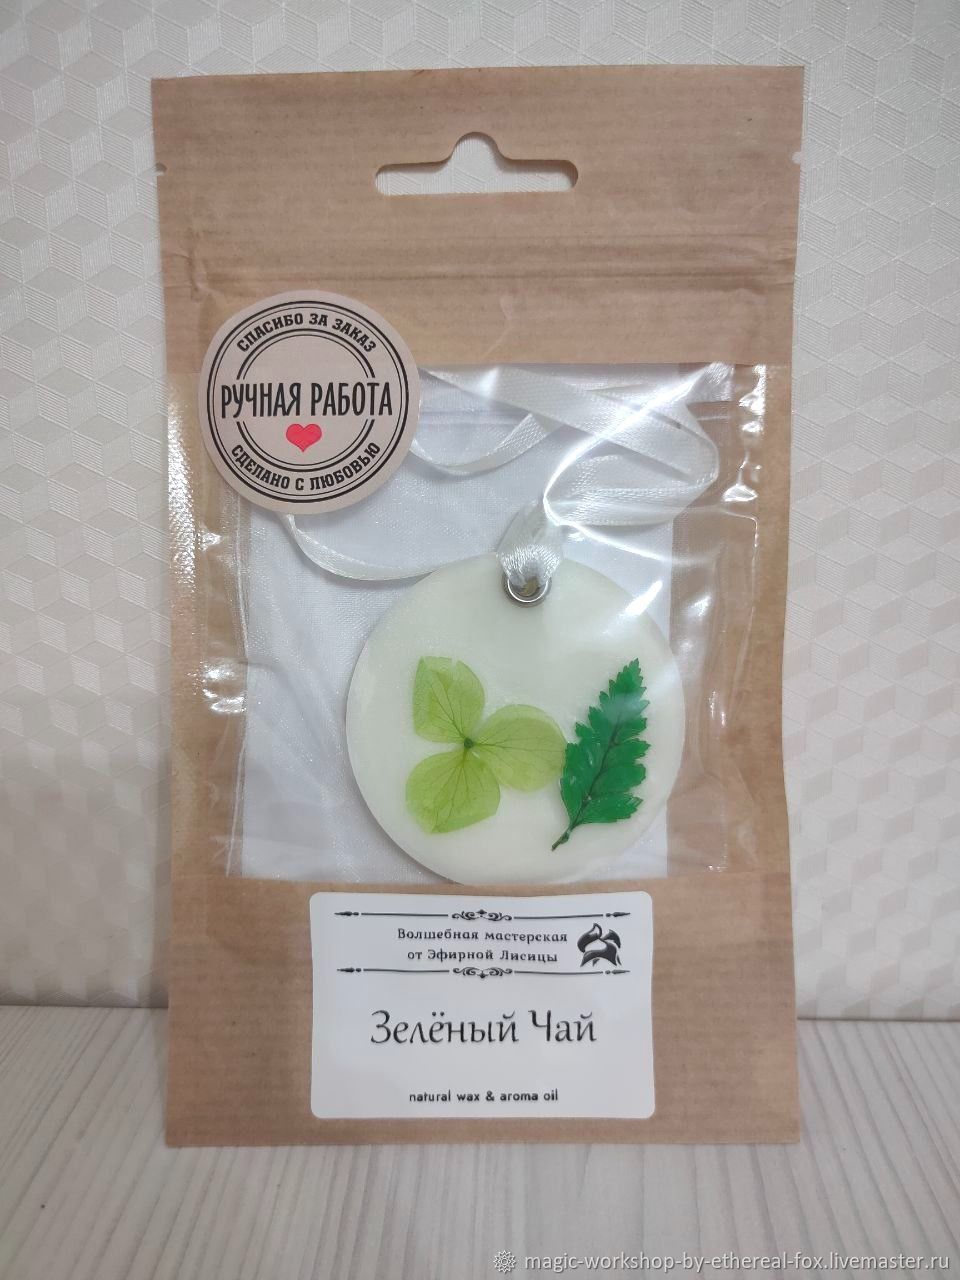 СПАСИБО ЗА ЗАКАЗ
РУЧНАЯ РАБОТА
СДЕЛАНО С ЛЮБОВЬЮ
Волшебная мастерская
от Эфирной Лисицы
Зелёный Чай
natural wax & aroma oil
magic-workshop-by-ethereal-fox.livemaster.ru